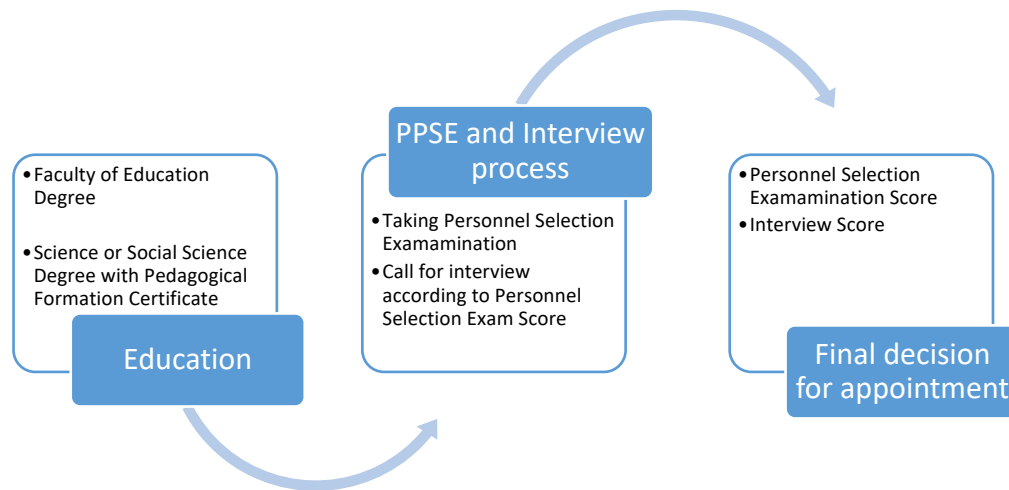 •Faculty of Education
Degree
•Science or Social Science
Degree with Pedagogical
Formation Certificate
Education
PPSE and Interview
process
•Taking Personnel Selection
Examamination
•Call for interview
according to Personnel
Selection Exam Score
•Personnel Selection
Examamination Score
•Interview Score
Final decision
for appointment